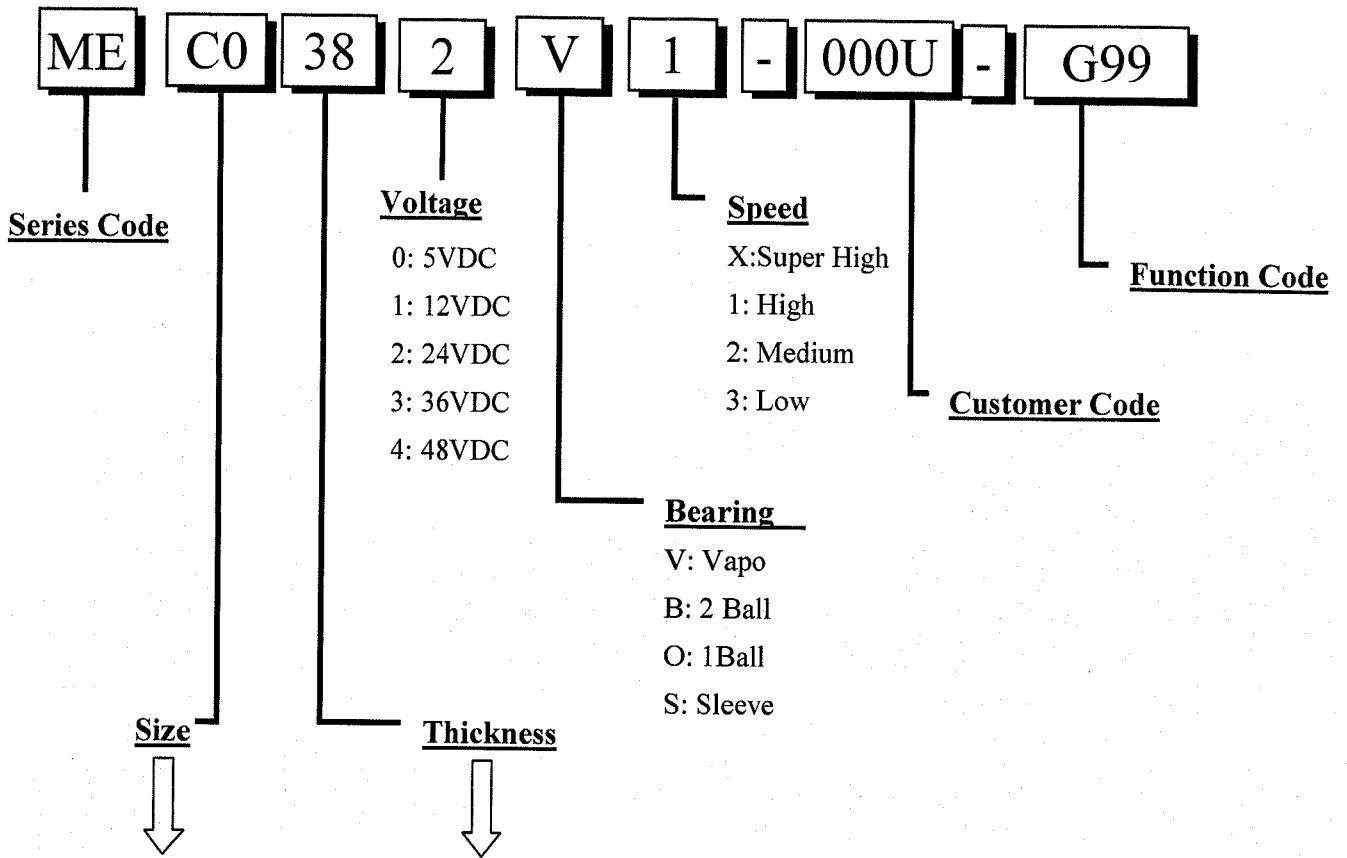 ME C0 38 2 V 1 - 000U - G99
Series Code
Voltage
0: 5VDC
1: 12VDC
2: 24VDC
3: 36VDC
4: 48VDC
Speed
X:Super High
1: High
2: Medium
3: Low
Function Code
Customer Code
Bearing
V: Vapo
B: 2 Ball
O: 1Ball
S: Sleeve
Size
Thickness